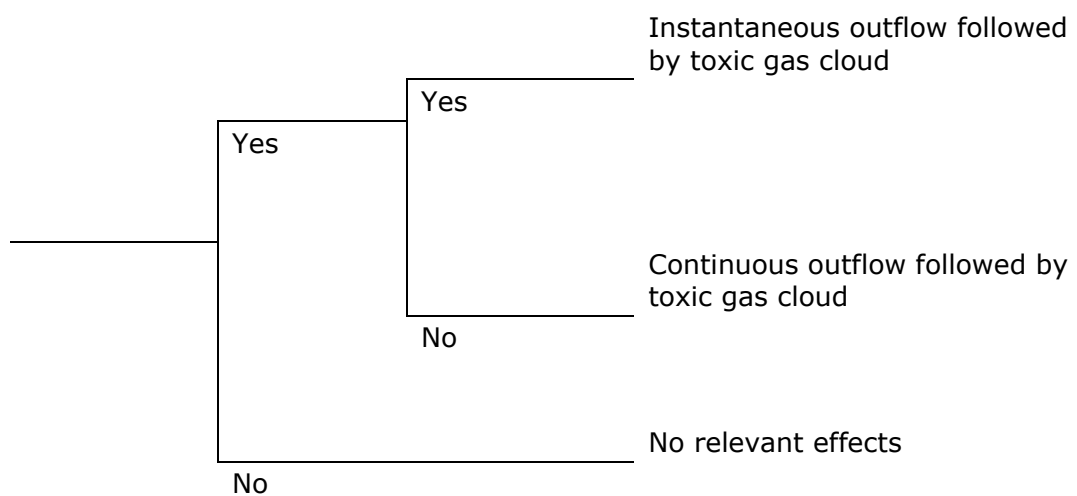 Instantaneous outflow followed
by toxic gas cloud
Yes
Yes
Continuous outflow followed by
toxic gas cloud
No
No relevant effects
No